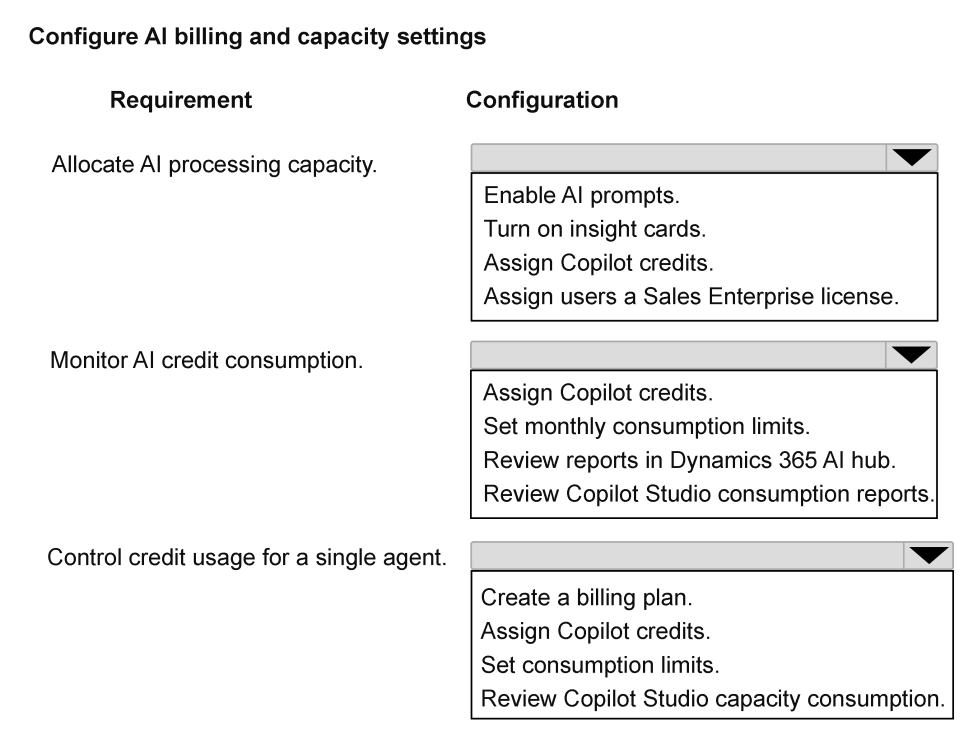 Configure AI billing and capacity settings
Requirement Configuration
Allocate AI processing capacity.
Enable AI prompts.
Turn on insight cards.
Assign Copilot credits.
Assign users a Sales Enterprise license.
Monitor AI credit consumption.
Assign Copilot credits.
Set monthly consumption limits.
Review reports in Dynamics 365 AI hub.
Review Copilot Studio consumption reports.
Control credit usage for a single agent.
Create a billing plan.
Assign Copilot credits.
Set consumption limits.
Review Copilot Studio capacity consumption.